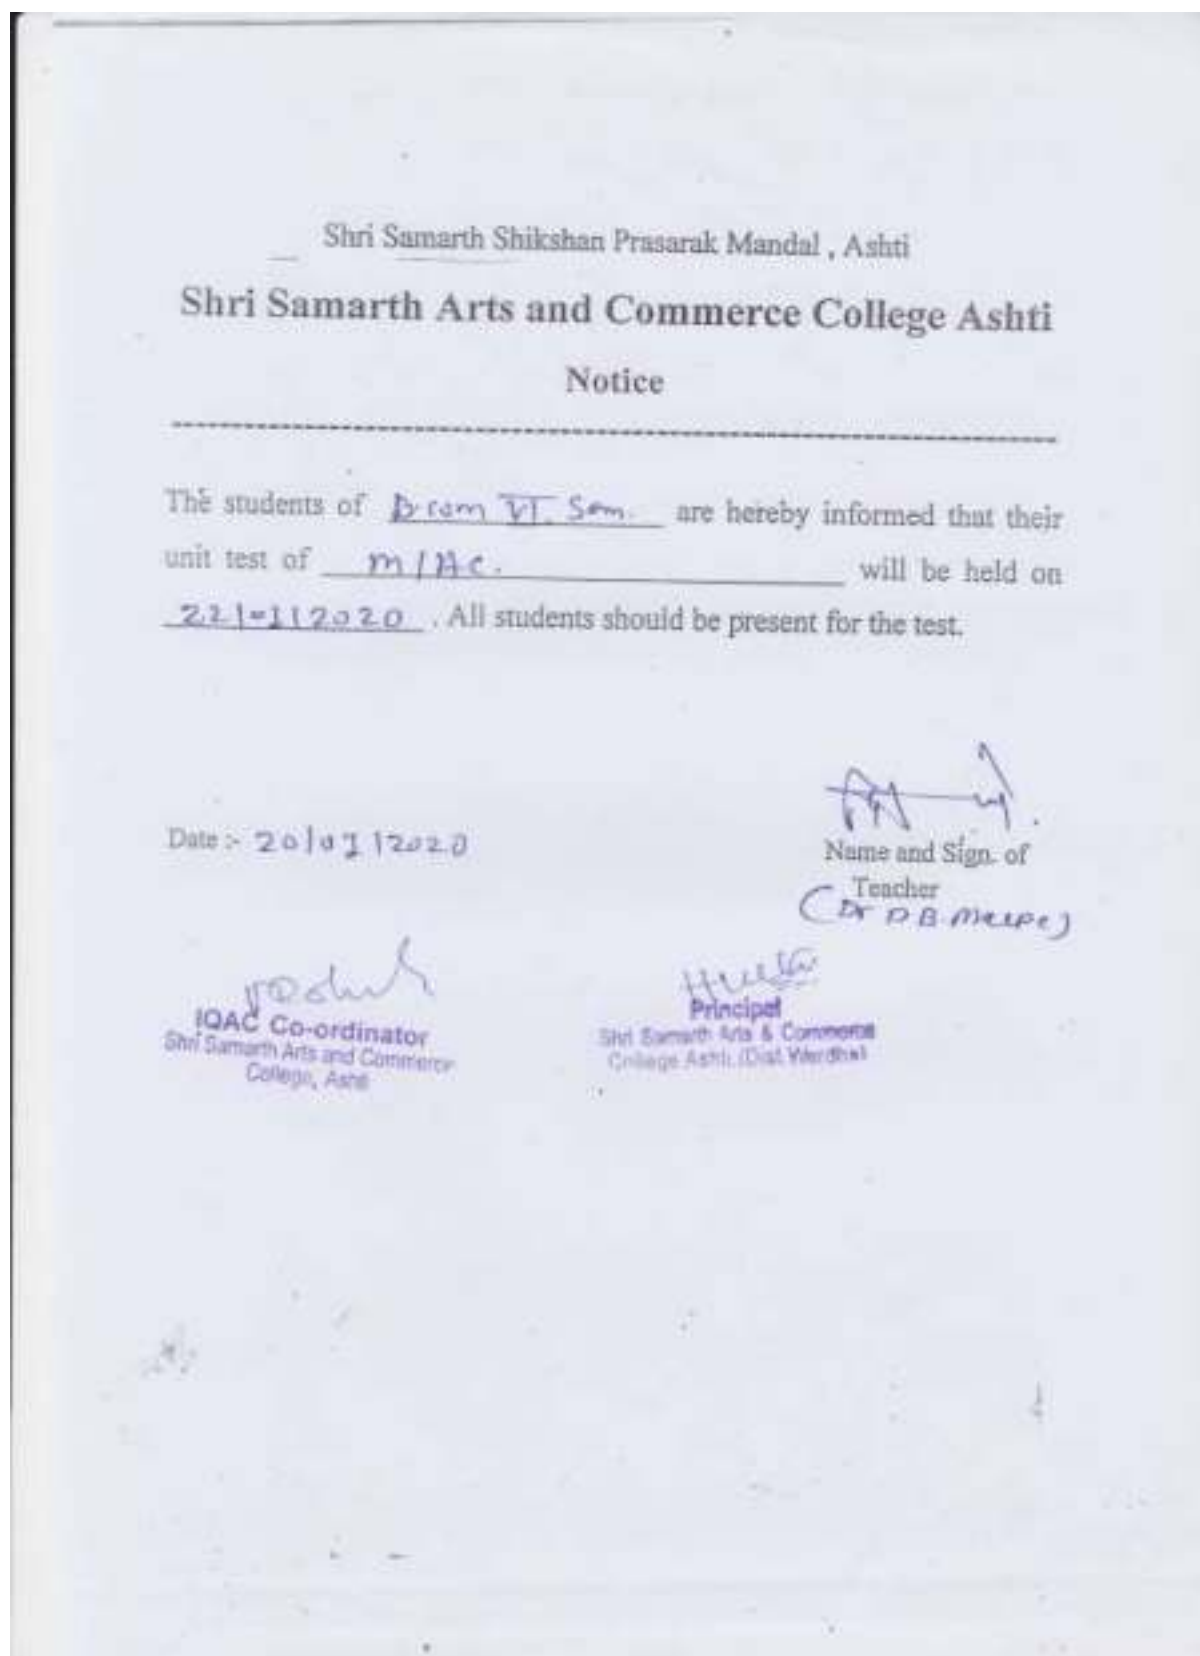 Shri Samarth Shikshan Prasarak Mandal , Ashti
Shri Samarth Arts and Commerce College Ashti
Notice
The students of B.com VI. Sem. are hereby informed that their
unit test of M/Ac. will be held on
22/01/2020 . All students should be present for the test.
Date :- 20/01/2020
Name and Sign. of
Teacher
(Dr D B
IQAC Co-ordinator
Shri Samarth Arts and Commerce
College, Ashti
Principal
Shri Samarth Arts & Commerce
College Ashti (Dist Wardha)